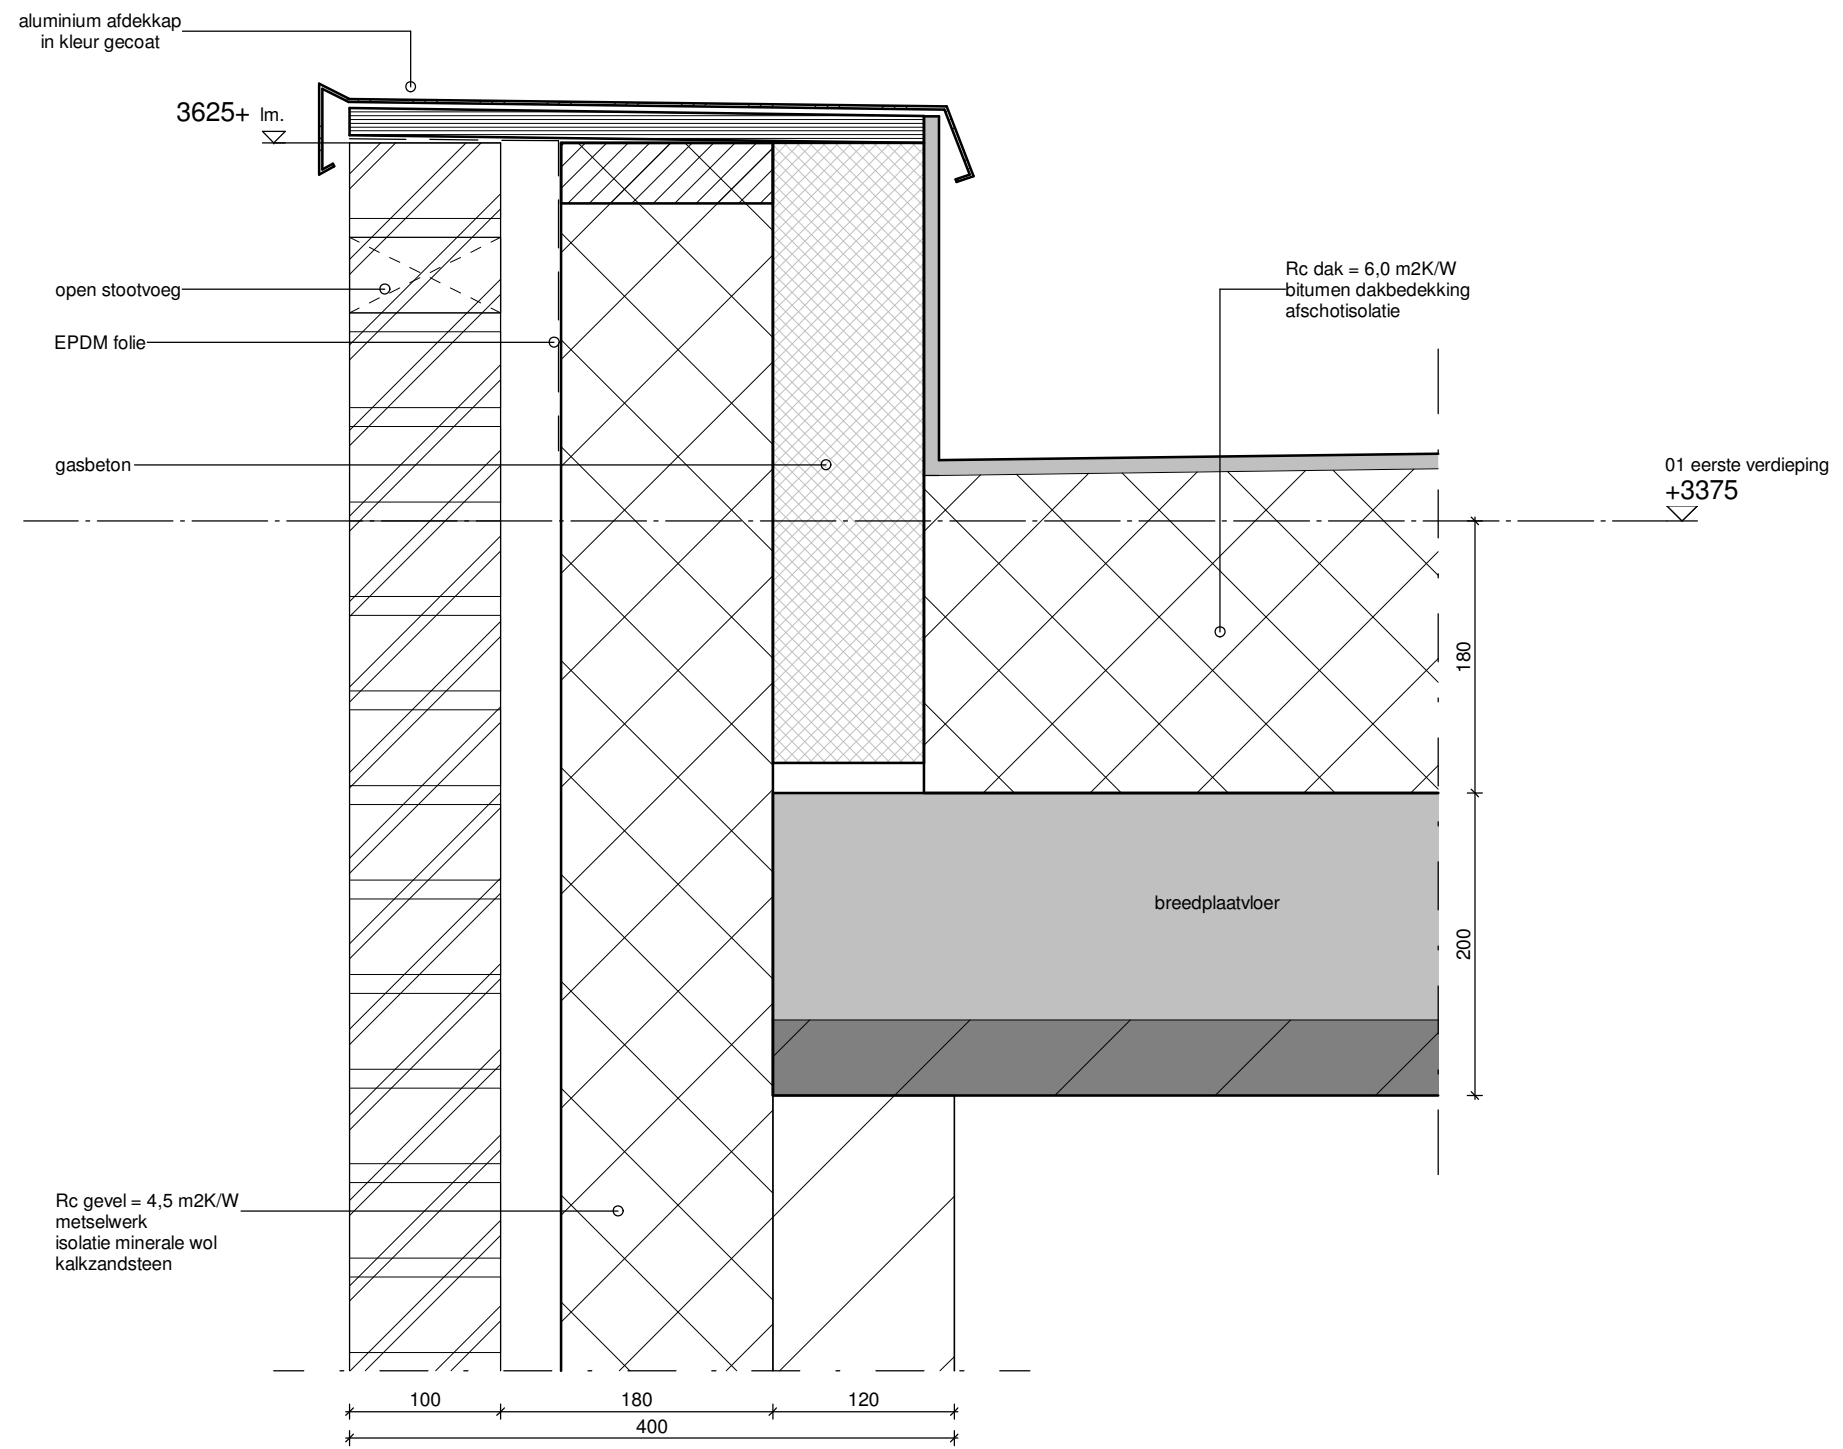 aluminium afdekkap
in kleur gecoat
3625+ lm.
open stootvoeg
EPDM folie
gasbeton
Rc dak = 6,0 m2K/W
bitumen dakbedekking
afschotisolatie
01 eerste verdieping
+3375
180
breedplaatvloer
200
Rc gevel = 4,5 m2K/W
metselwerk
isolatie minerale wol
kalkzandsteen
100 180 120
400